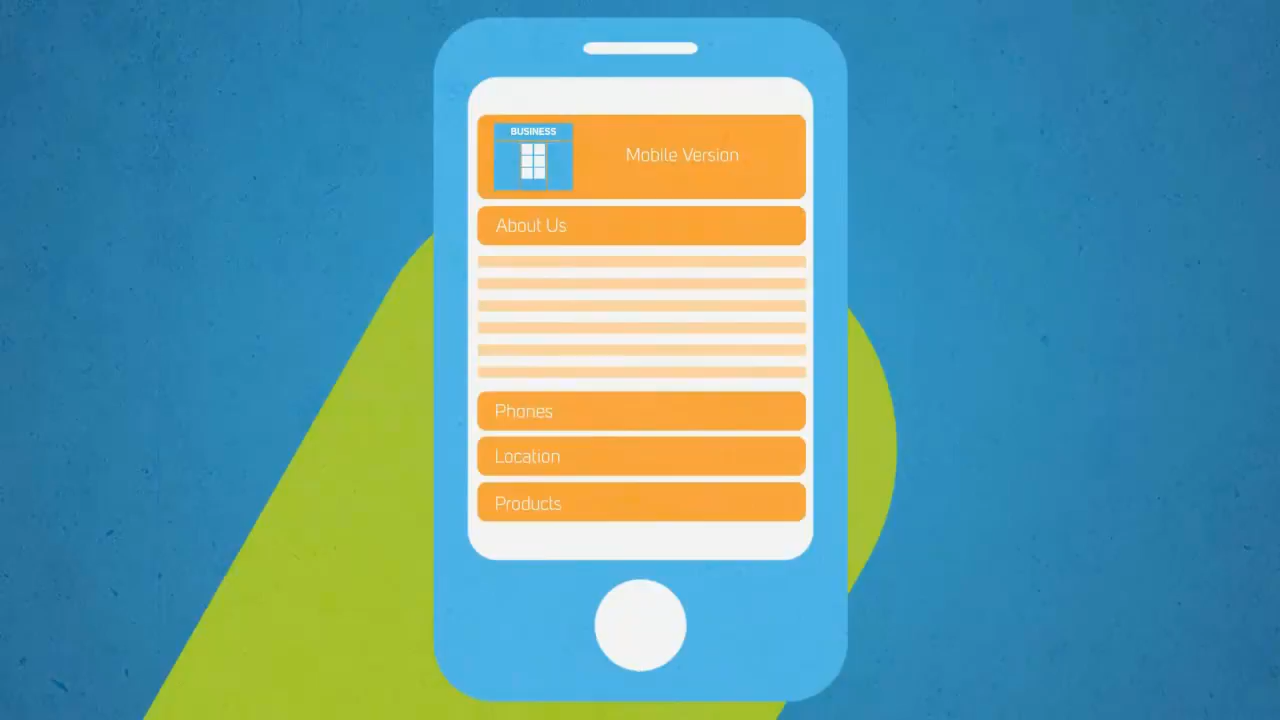 BUSINESS
Mobile Version
About Us
Phones
Location
Products